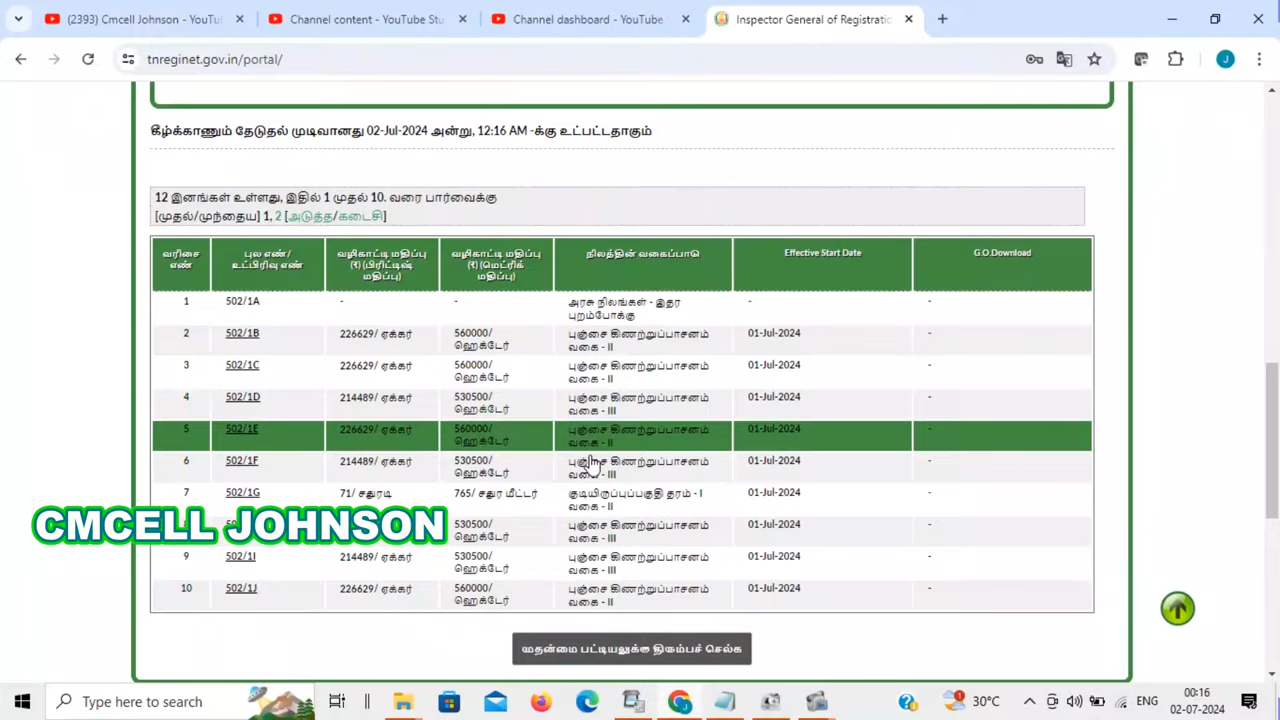 (2393) Cmcell Johnson - YouTu
Channel content - YouTube Stu
Channel dashboard - YouTube
Inspector General of Registratio
tnreginet.gov.in/portal/
J
கீழ்க்காணும் தேடுதல் முடிவானது 02-Jul-2024 அன்று, 12:16 AM -க்கு உட்பட்டதாகும்
12 இனங்கள் உள்ளது, இதில் 1 முதல் 10. வரை பார்வைக்கு
[முதல்/முந்தைய] 1, 2 [அடுத்த/கடைசி]
வரிசை எண் புல எண்/ உட்பிரிவு எண் வழிகாட்டி மதிப்பு (₹) (பிரிட்டிஷ் மதிப்பு) வழிகாட்டி மதிப்பு (₹) (மெட்ரிக் மதிப்பு) நிலத்தின் வகைப்பாடு Effective Start Date G.O.Download
1 502/1A - - அரசு நிலங்கள் - இதர புறம்போக்கு - -
2 502/1B 226629/ ஏக்கர் 560000/ ஹெக்டேர் புஞ்சை கிணற்றுப்பாசனம் வகை - II 01-Jul-2024 -
3 502/1C 226629/ ஏக்கர் 560000/ ஹெக்டேர் புஞ்சை கிணற்றுப்பாசனம் வகை - II 01-Jul-2024 -
4 502/1D 214489/ ஏக்கர் 530500/ ஹெக்டேர் புஞ்சை கிணற்றுப்பாசனம் வகை - III 01-Jul-2024 -
5 502/1E 226629/ ஏக்கர் 560000/ ஹெக்டேர் புஞ்சை கிணற்றுப்பாசனம் வகை - II 01-Jul-2024 -
6 502/1F 214489/ ஏக்கர் 530500/ ஹெக்டேர் புஞ்சை கிணற்றுப்பாசனம் வகை - III 01-Jul-2024 -
7 502/1G 71/ சதுரடி 765/ சதுர மீட்டர் குடியிருப்புப்பகுதி தரம் - I வகை - II 01-Jul-2024 -
530500/ ஹெக்டேர் புஞ்சை கிணற்றுப்பாசனம் வகை - III 01-Jul-2024 -
CMCELL JOHNSON
9 502/1I 214489/ ஏக்கர் 530500/ ஹெக்டேர் புஞ்சை கிணற்றுப்பாசனம் வகை - III 01-Jul-2024 -
10 502/1J 226629/ ஏக்கர் 560000/ ஹெக்டேர் புஞ்சை கிணற்றுப்பாசனம் வகை - II 01-Jul-2024 -
முதன்மை பட்டியலுக்கு திரும்பச் செல்க
Type here to search
1
30°C
ENG
00:16
02-07-2024